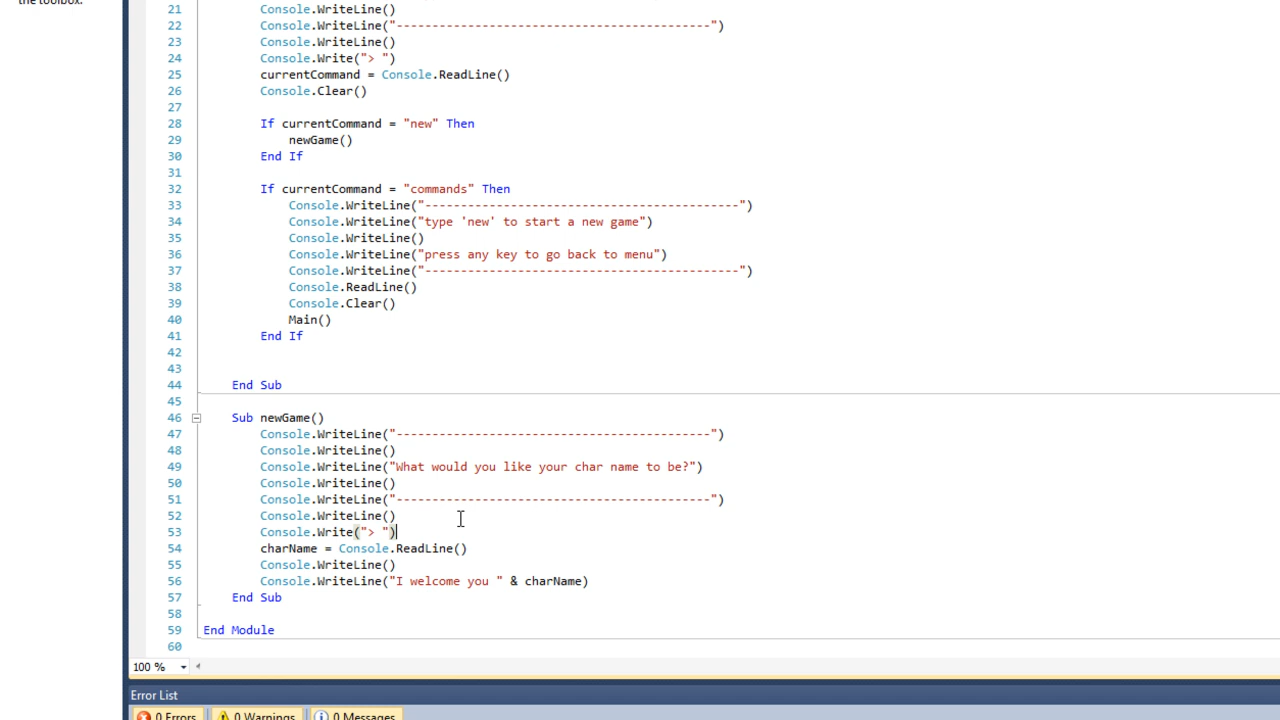 the toolbox.
21 Console.WriteLine()
22 Console.WriteLine("--------------------------------------------")
23 Console.WriteLine()
24 Console.Write("> ")
25 currentCommand = Console.ReadLine()
26 Console.Clear()
27
28 If currentCommand = "new" Then
29 newGame()
30 End If
31
32 If currentCommand = "commands" Then
33 Console.WriteLine("--------------------------------------------")
34 Console.WriteLine("type 'new' to start a new game")
35 Console.WriteLine()
36 Console.WriteLine("press any key to go back to menu")
37 Console.WriteLine("--------------------------------------------")
38 Console.ReadLine()
39 Console.Clear()
40 Main()
41 End If
42
43
44 End Sub
45
46 Sub newGame()
47 Console.WriteLine("--------------------------------------------")
48 Console.WriteLine()
49 Console.WriteLine("What would you like your char name to be?")
50 Console.WriteLine()
51 Console.WriteLine("--------------------------------------------")
52 Console.WriteLine()
53 Console.Write("> ")
54 charName = Console.ReadLine()
55 Console.WriteLine()
56 Console.WriteLine("I welcome you " & charName)
57 End Sub
58
59 End Module
60
100 %
Error List
0 Errors 0 Warnings 0 Messages